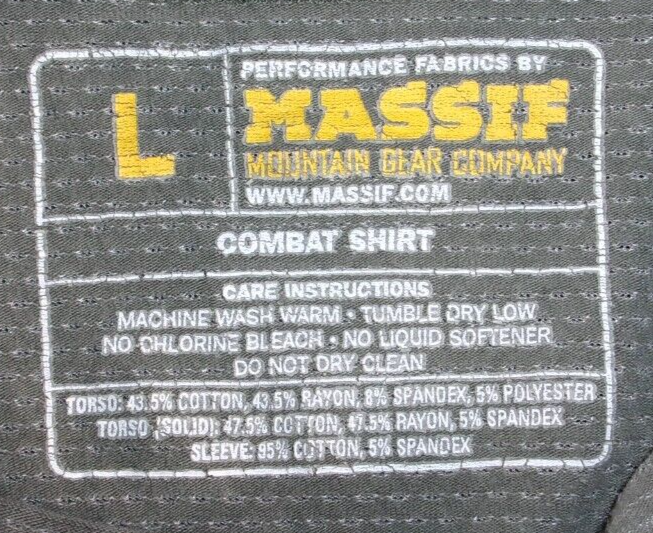 L
PERFORMANCE FABRICS BY
MASSIF
MOUNTAIN GEAR COMPANY
WWW.MASSIF.COM
COMBAT SHIRT
CARE INSTRUCTIONS
MACHINE WASH WARM • TUMBLE DRY LOW
NO CHLORINE BLEACH • NO LIQUID SOFTENER
DO NOT DRY CLEAN
TORSO: 43.5% COTTON, 43.5% RAYON, 8% SPANDEX, 5% POLYESTER
TORSO (SOLID): 47.5% COTTON, 47.5% RAYON, 5% SPANDEX
SLEEVE: 95% COTTON, 5% SPANDEX